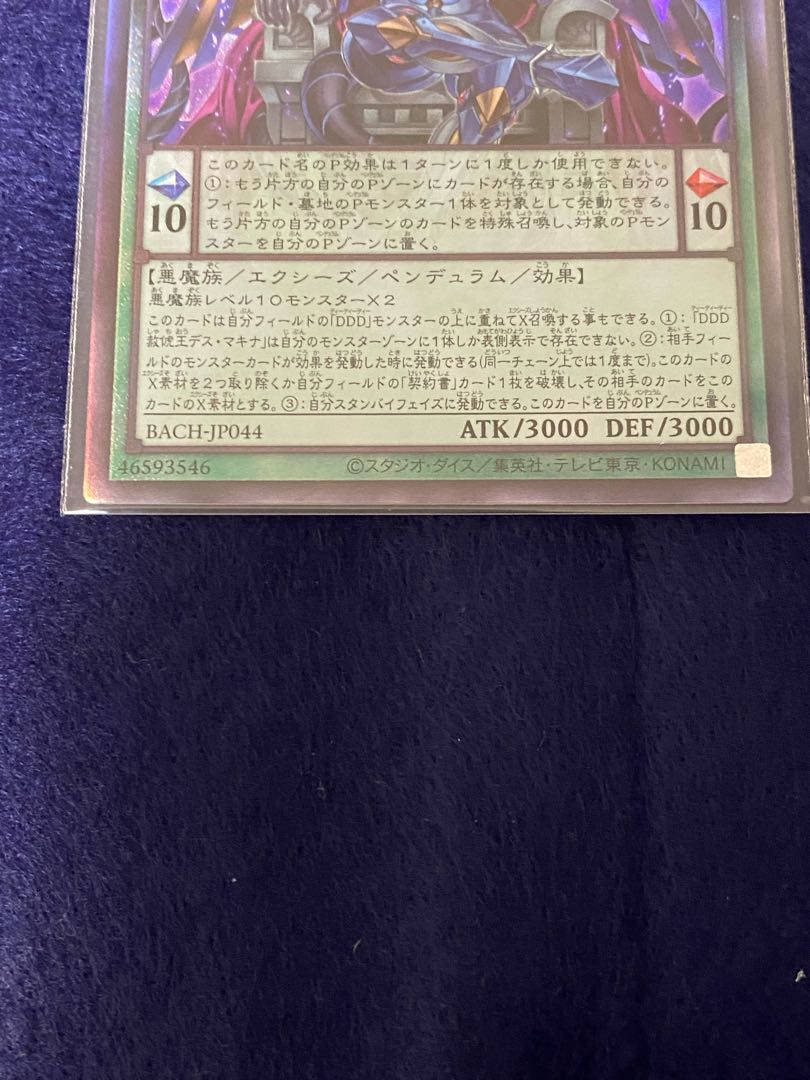 このカード名のP効果は1ターンに1度しか使用できない。
①：もう片方の自分のPゾーンにカードが存在する場合、自分の
フィールド・墓地のPモンスター1体を対象として発動できる。
もう片方の自分のPゾーンのカードを特殊召喚し、対象のPモン
スターを自分のPゾーンに置く。
10
10
【悪魔族／エクシーズ／ペンデュラム／効果】
悪魔族レベル10モンスター×2
このカードは自分フィールドの「DDD」モンスターの上に重ねてX召喚する事もできる。①：「DDD
赦俿王デス・マキナ」は自分のモンスターゾーンに1体しか表側表示で存在できない。②：相手フィー
ルドのモンスターカードが効果を発動した時に発動できる(同一チェーン上では1度まで)。このカードの
X素材を2つ取り除くか自分フィールドの「契約書」カード1枚を破壊し、その相手のカードをこの
カードのX素材とする。③：自分スタンバイフェイズに発動できる。このカードを自分のPゾーンに置く。
BACH-JP044
ATK/3000 DEF/3000
46593546
©スタジオ・ダイス／集英社・テレビ東京・KONAMI